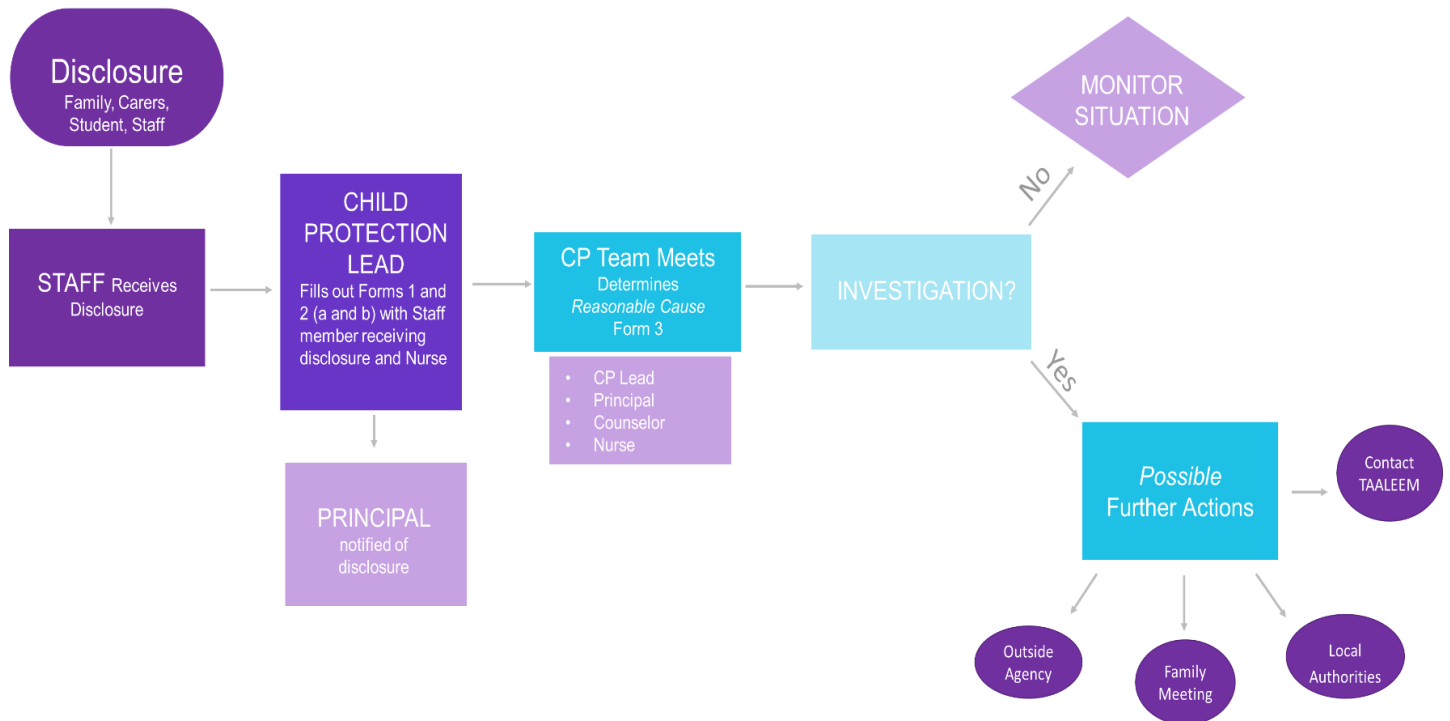 Disclosure
Family, Carers,
Student, Staff
STAFF Receives
Disclosure
CHILD
PROTECTION
LEAD
Fills out Forms 1 and
2 (a and b) with Staff
member receiving
disclosure and Nurse
PRINCIPAL
notified of
disclosure
CP Team Meets
Determines
Reasonable Cause
Form 3
• CP Lead
• Principal
• Counselor
• Nurse
INVESTIGATION?
No
MONITOR
SITUATION
Yes
Possible
Further Actions
Contact
TAALEEM
Outside
Agency
Family
Meeting
Local
Authorities